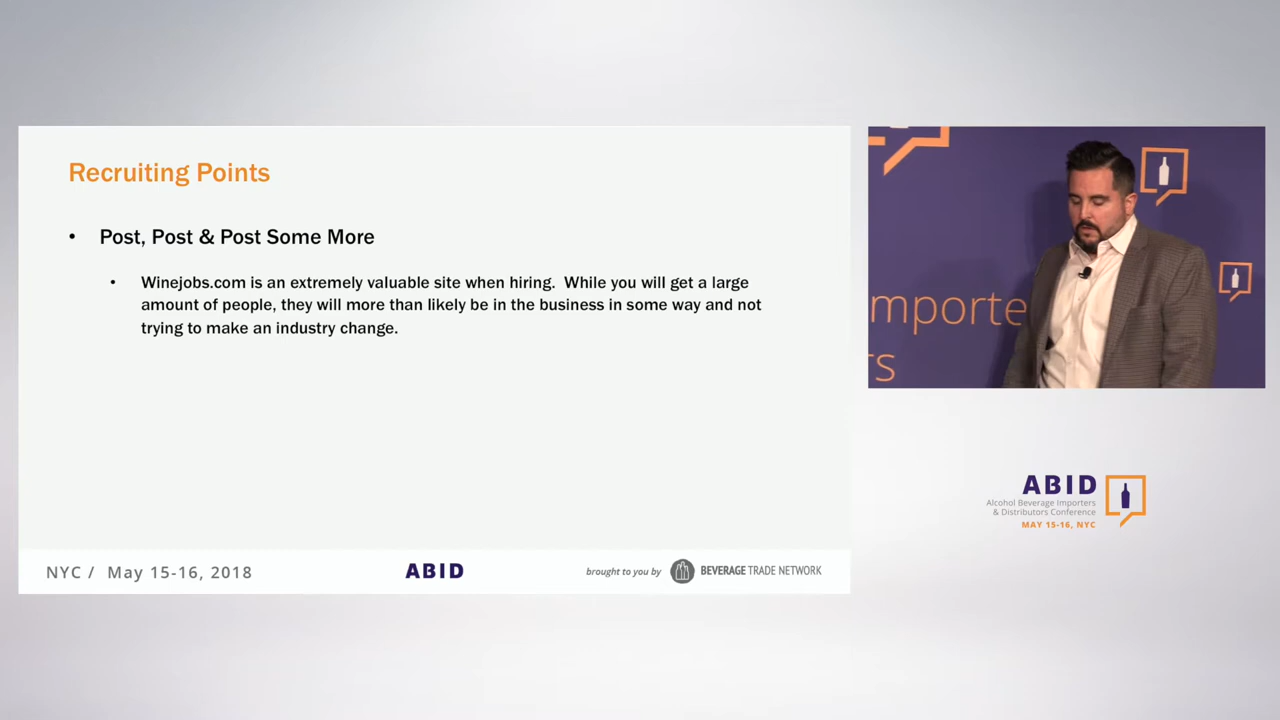 Recruiting Points
• Post, Post & Post Some More
• Winejobs.com is an extremely valuable site when hiring. While you will get a large
amount of people, they will more than likely be in the business in some way and not
trying to make an industry change.
NYC / May 15-16, 2018
ABID
brought to you by BEVERAGE TRADE NETWORK
mporte
rs
ABID
Alcohol Beverage Importers
& Distributors Conference
MAY 15-16, NYC